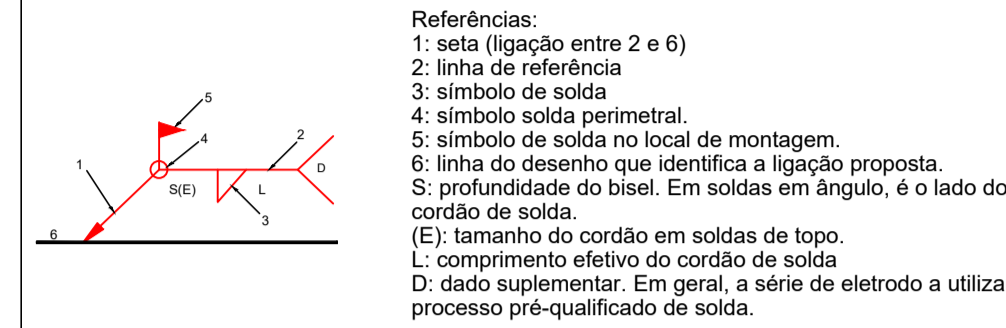 Referências:
1: seta (ligação entre 2 e 6)
2: linha de referência
3: símbolo de solda
4: símbolo solda perimetral.
5: símbolo de solda no local de montagem.
6: linha do desenho que identifica a ligação proposta.
S: profundidade do bisel. Em soldas em ângulo, é o lado do
cordão de solda.
(E): tamanho do cordão em soldas de topo.
L: comprimento efetivo do cordão de solda
D: dado suplementar. Em geral, a série de eletrodo a utiliza
processo pré-qualificado de solda.
5
4
2
1
D
S(E)
L
3
6